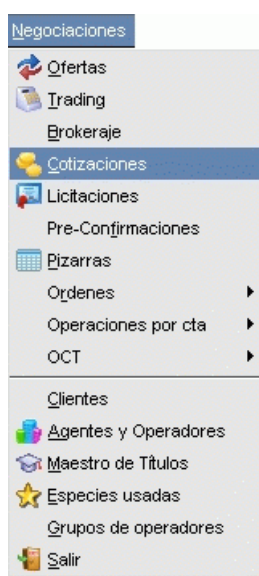 Negociaciones
Ofertas
Trading
Brokeraje
Cotizaciones
Licitaciones
Pre-Confirmaciones
Pizarras
Ordenes
Operaciones por cta
OCT
Clientes
Agentes y Operadores
Maestro de Títulos
Especies usadas
Grupos de operadores
Salir